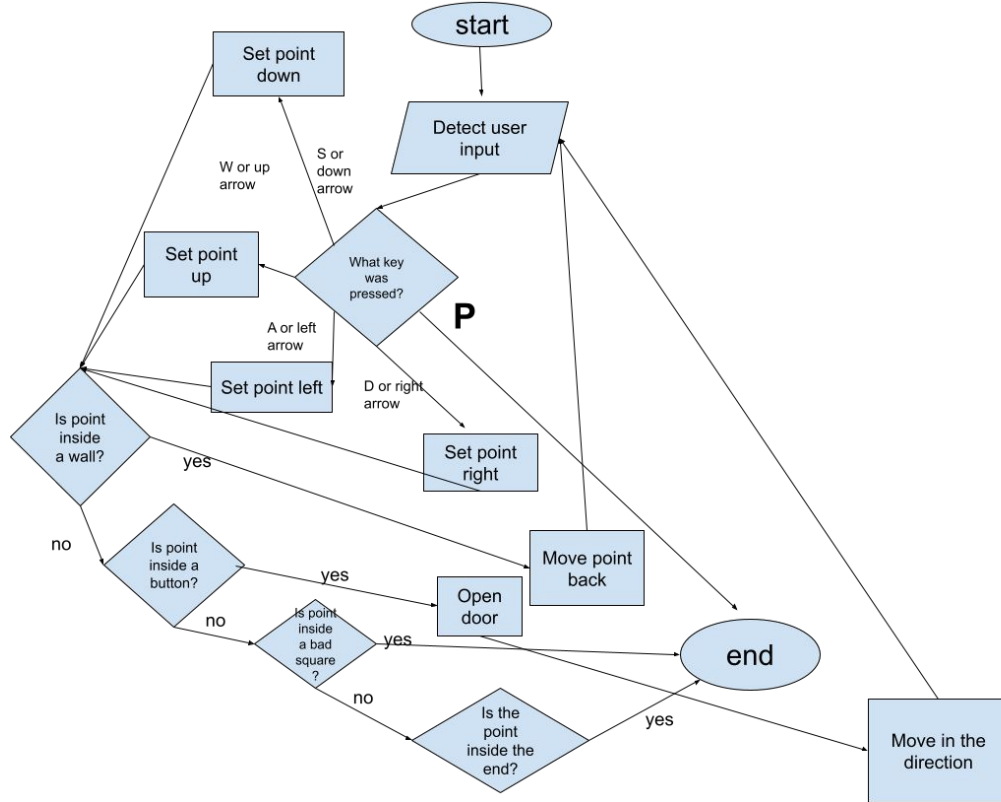 start
Set point
down
Detect user
input
W or up
arrow
S or
down
arrow
Set point
up
What key
was
pressed?
P
A or left
arrow
Set point left
D or right
arrow
Is point
inside
a wall?
yes
Set point
right
no
Is point
inside a
button?
yes
Move point
back
Open
door
no
Is point
inside
a bad
square
?
yes
end
no
Is the
point
inside the
end?
yes
Move in the
direction